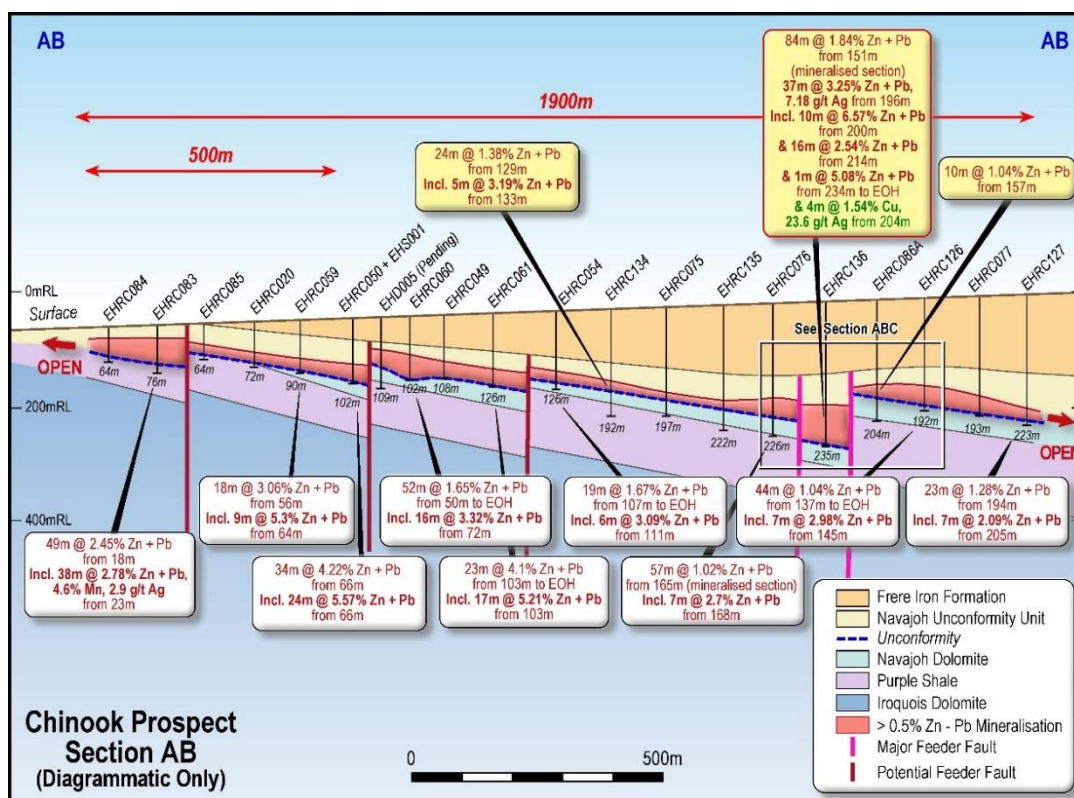 AB
AB
1900m
500m
84m @ 1.84% Zn + Pb
from 151m
(mineralised section)
37m @ 3.25% Zn + Pb,
7.18 g/t Ag from 196m
Incl. 10m @ 6.57% Zn + Pb
from 200m
& 16m @ 2.54% Zn + Pb
from 214m
& 1m @ 5.08% Zn + Pb
from 234m to EOH
& 4m @ 1.54% Cu,
23.6 g/t Ag from 204m
24m @ 1.38% Zn + Pb
from 129m
Incl. 5m @ 3.19% Zn + Pb
from 133m
10m @ 1.04% Zn + Pb
from 157m
EHRC084
EHRC083
EHRC085
EHRC020
EHRC059
EHRC050 + EHS001
EHD005 (Pending)
EHRC060
EHRC049
EHRC061
EHRC054
EHRC134
EHRC075
EHRC135
EHRC076
EHRC136
EHRC086A
EHRC126
EHRC077
EHRC127
0mRL
Surface
See Section ABC
OPEN
OPEN
64m
76m
64m
72m
90m
102m
109m
102m
108m
126m
126m
192m
197m
222m
226m
235m
204m
192m
193m
223m
200mRL
400mRL
49m @ 2.45% Zn + Pb
from 18m
Incl. 38m @ 2.78% Zn + Pb,
4.6% Mn, 2.9 g/t Ag
from 23m
18m @ 3.06% Zn + Pb
from 56m
Incl. 9m @ 5.3% Zn + Pb
from 64m
34m @ 4.22% Zn + Pb
from 66m
Incl. 24m @ 5.57% Zn + Pb
from 66m
52m @ 1.65% Zn + Pb
from 50m to EOH
Incl. 16m @ 3.32% Zn + Pb
from 72m
23m @ 4.1% Zn + Pb
from 103m to EOH
Incl. 17m @ 5.21% Zn + Pb
from 103m
19m @ 1.67% Zn + Pb
from 107m to EOH
Incl. 6m @ 3.09% Zn + Pb
from 111m
57m @ 1.02% Zn + Pb
from 165m (mineralised section)
Incl. 7m @ 2.7% Zn + Pb
from 168m
44m @ 1.04% Zn + Pb
from 137m to EOH
Incl. 7m @ 2.98% Zn + Pb
from 145m
23m @ 1.28% Zn + Pb
from 194m
Incl. 7m @ 2.09% Zn + Pb
from 205m
Frere Iron Formation
Navajoh Unconformity Unit
Unconformity
Navajoh Dolomite
Purple Shale
Iroquois Dolomite
> 0.5% Zn - Pb Mineralisation
Major Feeder Fault
Potential Feeder Fault
Chinook Prospect
Section AB
(Diagrammatic Only)
0
500m